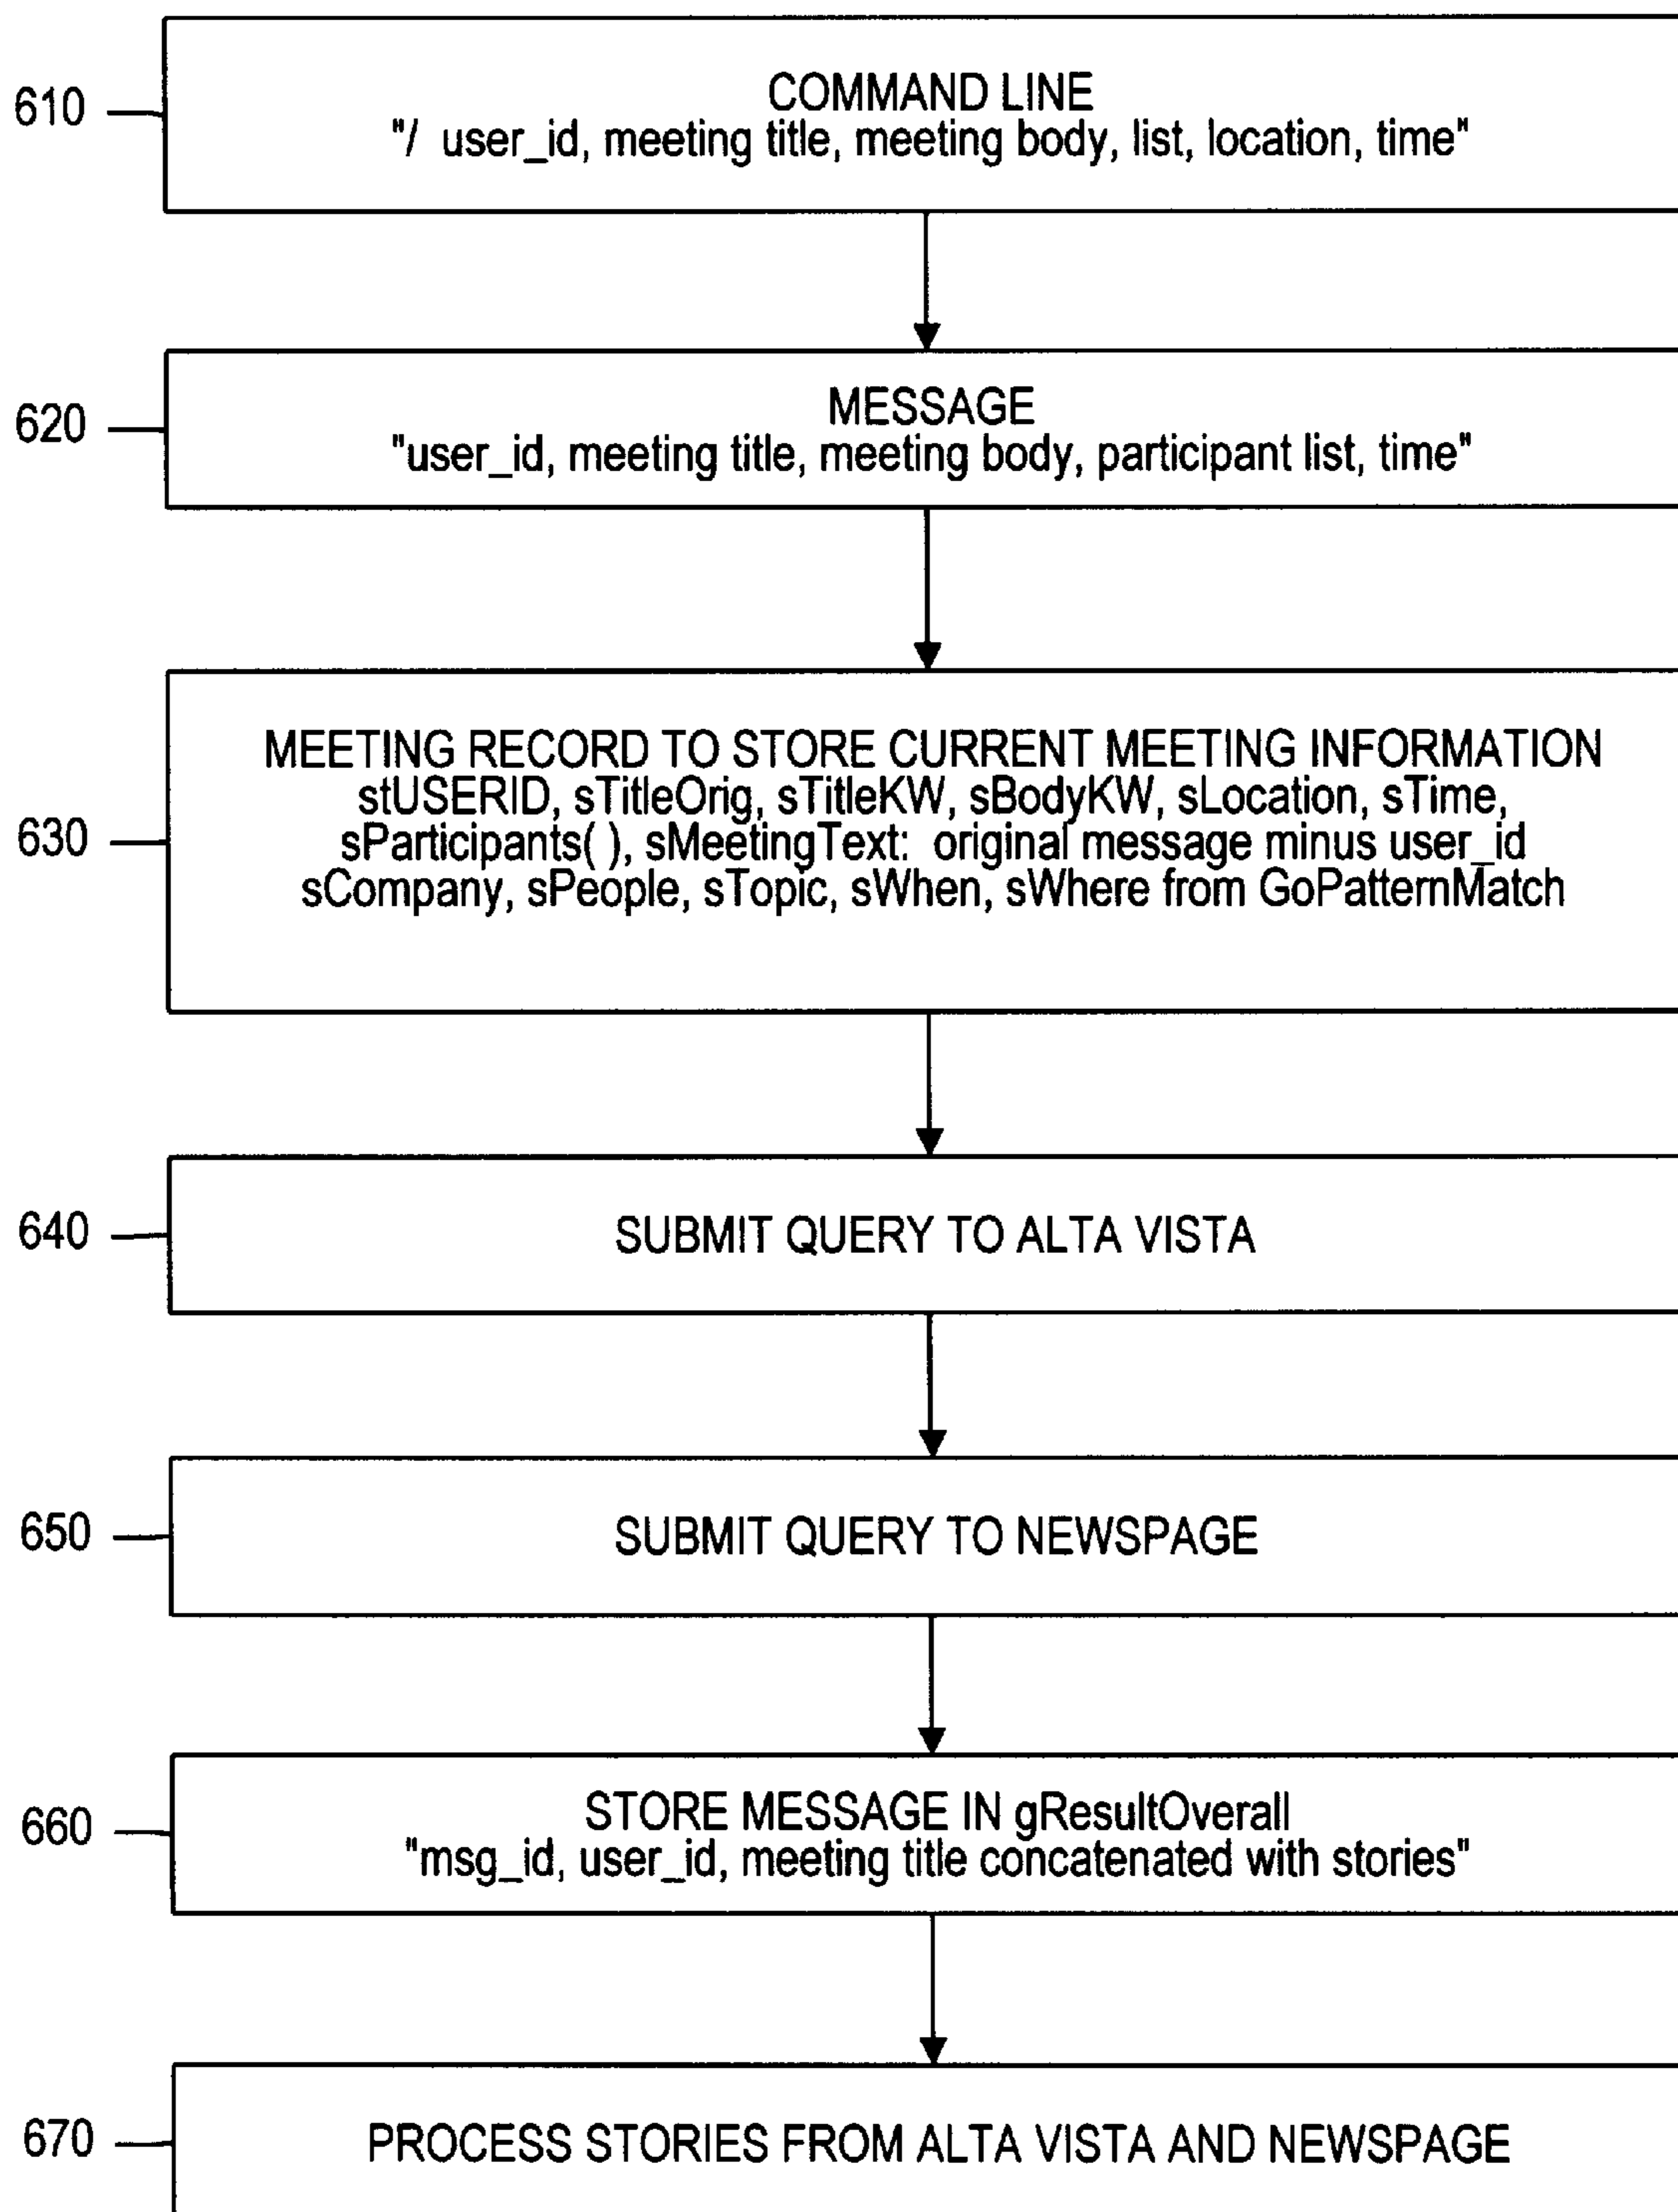 610
COMMAND LINE
"/ user_id, meeting title, meeting body, list, location, time"
620
MESSAGE
"user_id, meeting title, meeting body, participant list, time"
630
MEETING RECORD TO STORE CURRENT MEETING INFORMATION
stUSERID, sTitleOrig, sTitleKW, sBodyKW, sLocation, sTime,
sParticipants( ), sMeetingText: original message minus user_id
sCompany, sPeople, sTopic, sWhen, sWhere from GoPatternMatch
640
SUBMIT QUERY TO ALTA VISTA
650
SUBMIT QUERY TO NEWSPAGE
660
STORE MESSAGE IN gResultOverall
"msg_id, user_id, meeting title concatenated with stories"
670
PROCESS STORIES FROM ALTA VISTA AND NEWSPAGE